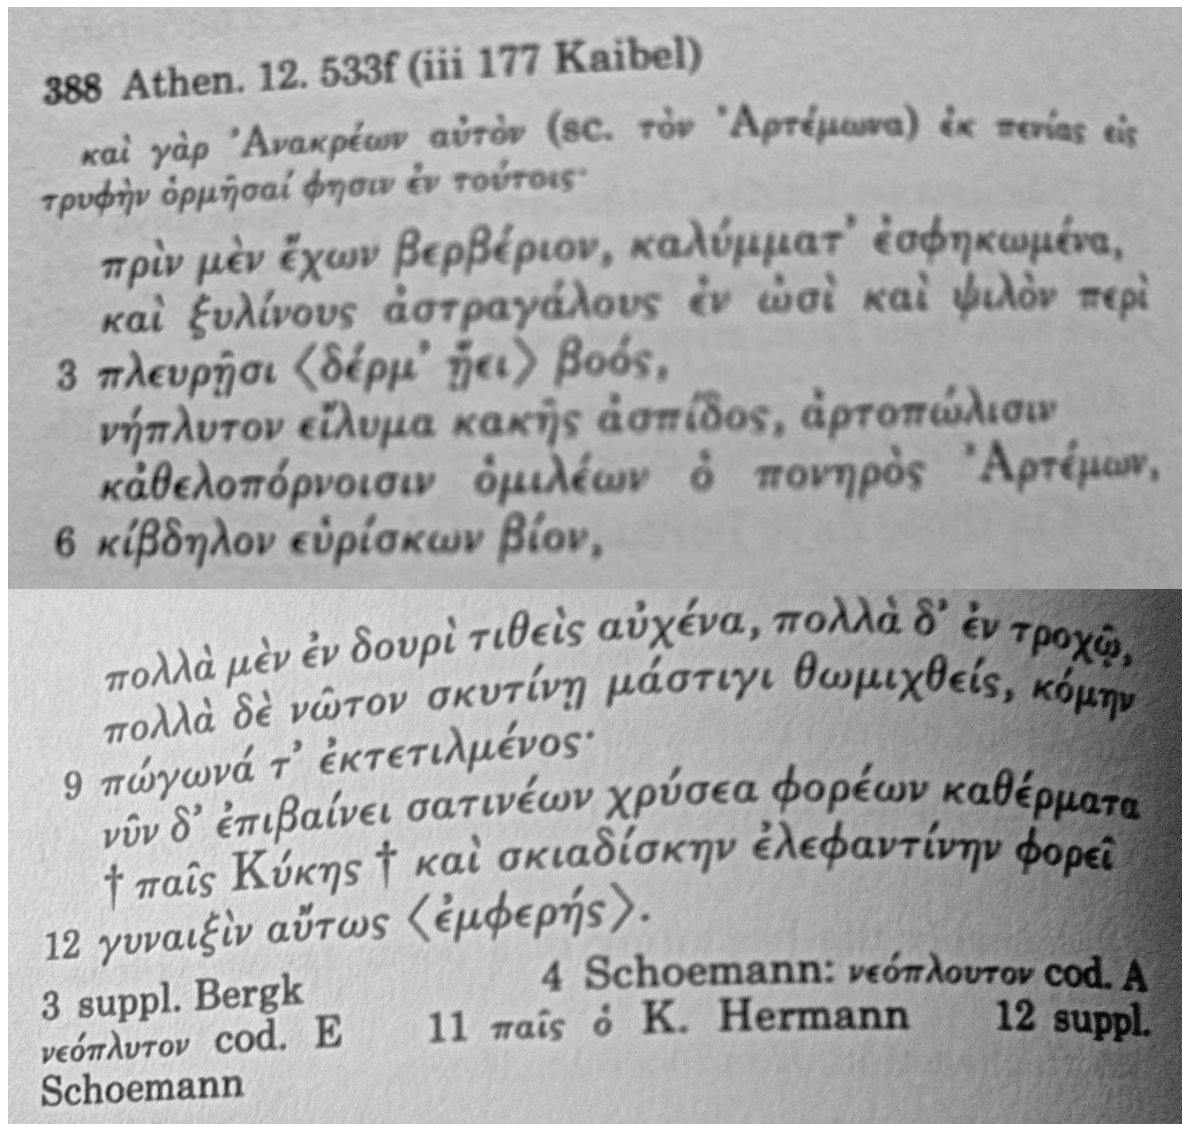 388 Athen. 12. 533f (iii 177 Kaibel)
καὶ γὰρ Ἀνακρέων αὐτὸν (sc. τὸν Ἀρτέμωνα) ἐκ πενίας εἰς
τρυφὴν ὁρμῆσαί φησιν ἐν τούτοις·
πρὶν μὲν ἔχων βερβέριον, καλύμματ’ ἐσφηκωμένα,
καὶ ξυλίνους ἀστραγάλους ἐν ὠσὶ καὶ ψιλὸν περὶ
3 πλευρῇσι ⟨δέρμ’ ᾔει⟩ βοός,
νήπλυτον εἴλυμα κακῆς ἀσπίδος, ἀρτοπώλισιν
κἀθελοπόρνοισιν ὁμιλέων ὁ πονηρὸς Ἀρτέμων,
6 κίβδηλον εὑρίσκων βίον,
πολλὰ μὲν ἐν δουρὶ τιθεὶς αὐχένα, πολλὰ δ’ ἐν τροχῷ,
πολλὰ δὲ νῶτον σκυτίνῃ μάστιγι θωμιχθείς, κόμην
9 πώγωνά τ’ ἐκτετιλμένος·
νῦν δ’ ἐπιβαίνει σατινέων χρύσεα φορέων καθέρματα
† παῖς Κύκης † καὶ σκιαδίσκην ἐλεφαντίνην φορεῖ
12 γυναιξὶν αὔτως ⟨ἐμφερής⟩.
3 suppl. Bergk 4 Schoemann: νεόπλουτον cod. A
νεόπλυτον cod. E 11 παῖς ὁ K. Hermann 12 suppl.
Schoemann